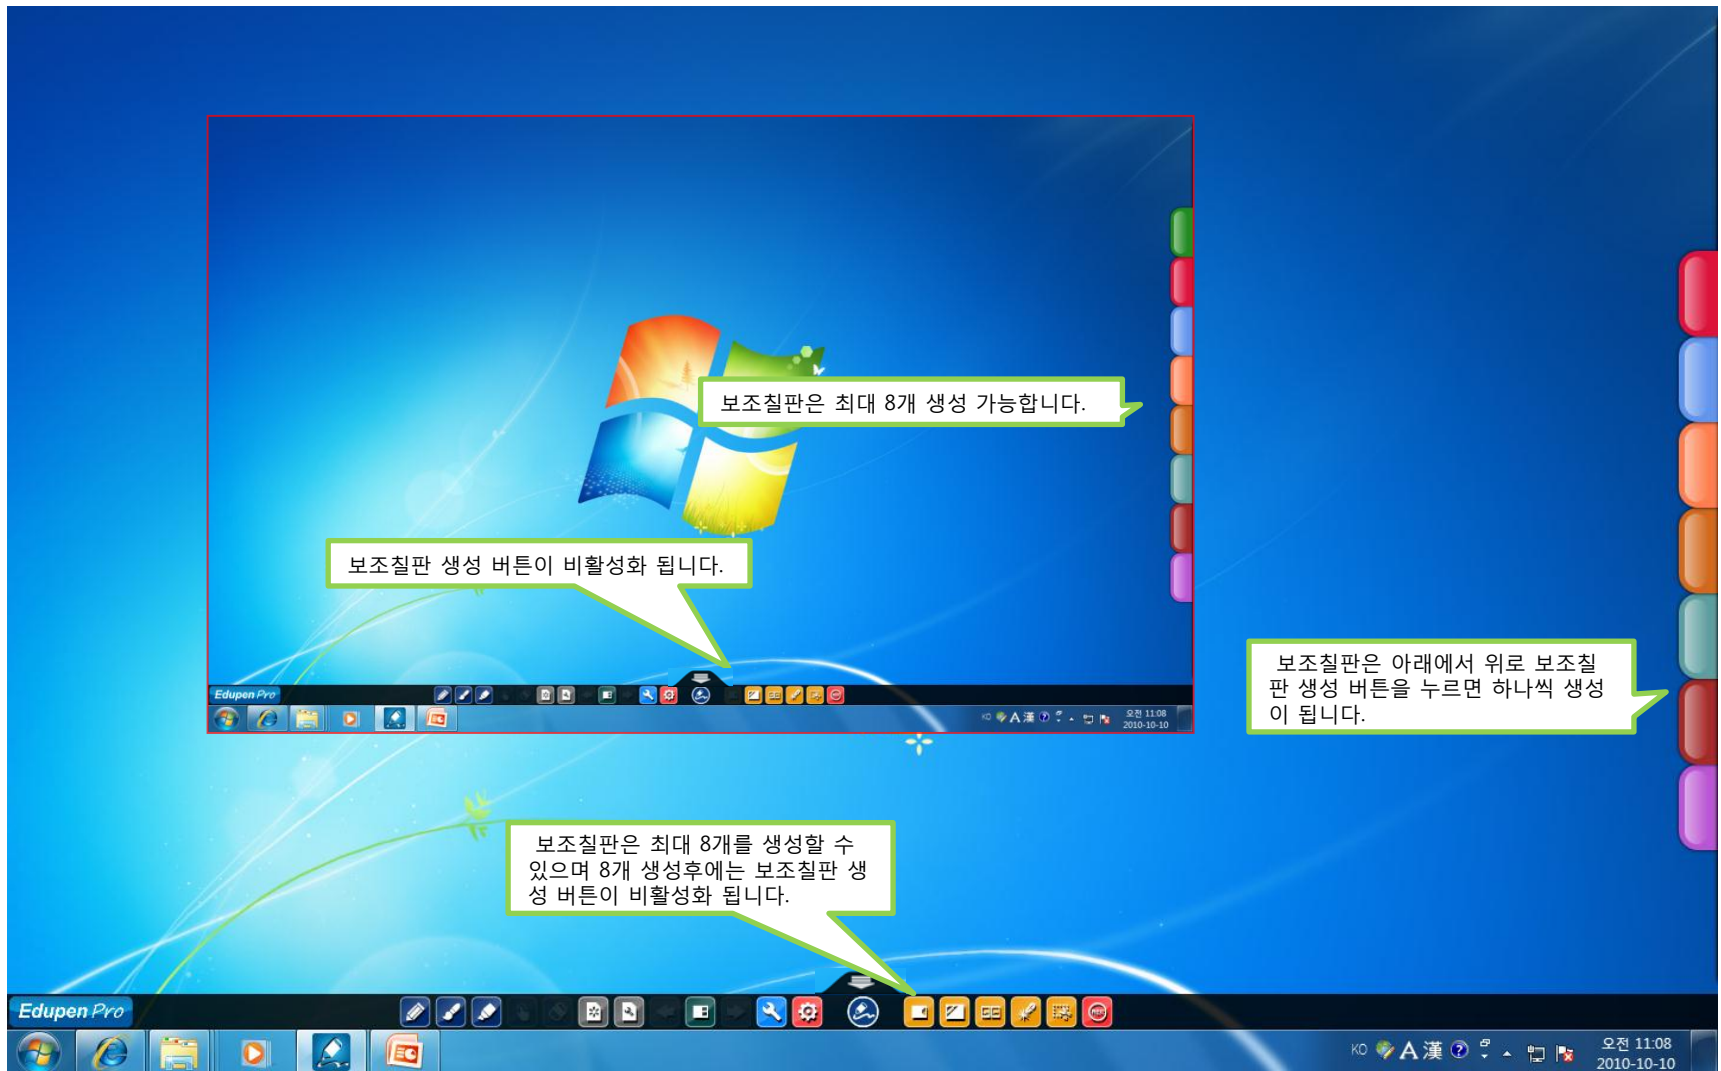 보조칠판은 최대 8개 생성 가능합니다.
보조칠판 생성 버튼이 비활성화 됩니다.
Edupen Pro
KO A 漢
오전 11:08
2010-10-10
보조칠판은 아래에서 위로 보조칠
판 생성 버튼을 누르면 하나씩 생성
이 됩니다.
보조칠판은 최대 8개를 생성할 수
있으며 8개 생성후에는 보조칠판 생
성 버튼이 비활성화 됩니다.
Edupen Pro
REC
KO A 漢 ?
오전 11:08
2010-10-10